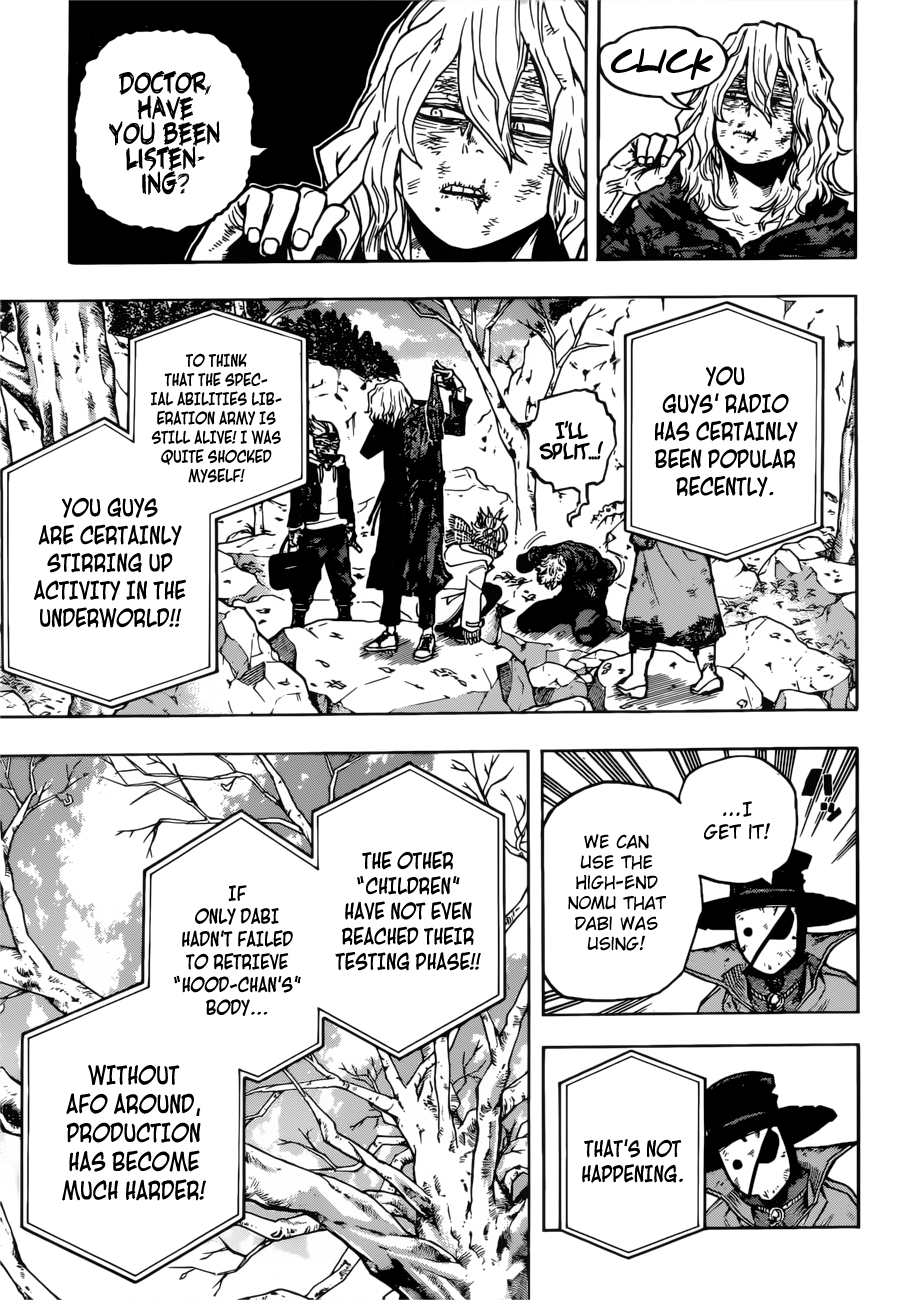 CLICK
DOCTOR,
HAVE
YOU BEEN
LISTEN-
ING?
YOU
GUYS' RADIO
HAS CERTAINLY
BEEN POPULAR
RECENTLY.
I'LL
SPLIT...!
TO THINK
THAT THE SPEC-
IAL ABILITIES LIB-
ERATION ARMY IS
STILL ALIVE! I WAS
QUITE SHOCKED
MYSELF!
YOU GUYS
ARE CERTAINLY
STIRRING UP
ACTIVITY IN THE
UNDERWORLD!!
バッ
...I
GET IT!
WE CAN
USE THE
HIGH-END
NOMU THAT
DABI WAS
USING!
THAT'S NOT
HAPPENING.
THE OTHER
"CHILDREN"
HAVE NOT EVEN
REACHED THEIR
TESTING PHASE!!
IF
ONLY DABI
HADN'T FAILED
TO RETRIEVE
"HOOD-CHAN'S"
BODY...
WITHOUT
AFO AROUND,
PRODUCTION
HAS BECOME
MUCH HARDER!